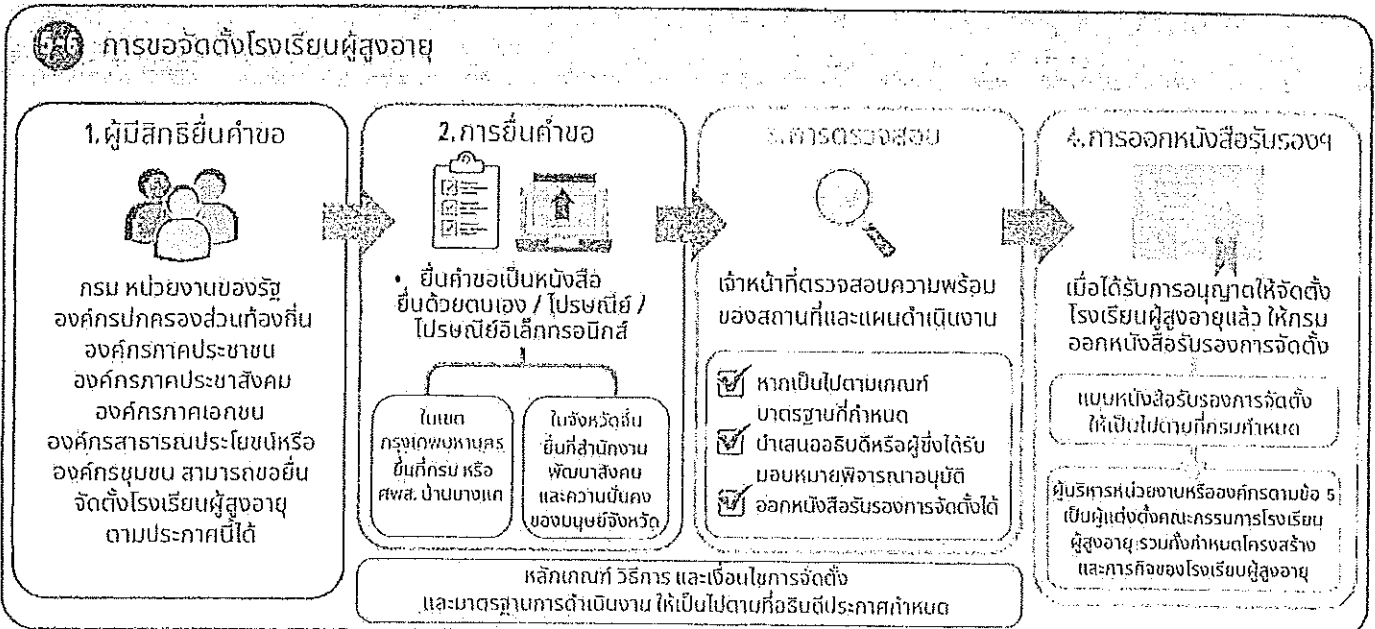 การขอจัดตั้งโรงเรียนผู้สูงอายุ
1.ผู้มีสิทธิยื่นคำขอ
กรม หน่วยงานของรัฐ
องค์กรปกครองส่วนท้องถิ่น
องค์กรภาคประชาชน
องค์กรภาคประชาสังคม
องค์กรภาคเอกชน
องค์กรสาธารณประโยชน์หรือ
องค์กรชุมชน สามารถขอยื่น
จัดตั้งโรงเรียนผู้สูงอายุ
ตามประกาศนี้ได้
2.การยื่นคำขอ
• ยื่นคำขอเป็นหนังสือ
ยื่นด้วยตนเอง / ไปรษณีย์ /
ไปรษณีย์อิเล็กทรอนิกส์
ในเขต
กรุงเทพมหานคร
ยื่นที่กรม หรือ
ศพส. บ้านบางแค
ในจังหวัดอื่น
ยื่นที่สำนักงาน
พัฒนาสังคม
และความมั่นคง
ของมนุษย์จังหวัด
3.การตรวจสอบ
เจ้าหน้าที่ตรวจสอบความพร้อม
ของสถานที่และแผนดำเนินงาน
หากเป็นไปตามเกณฑ์
มาตรฐานที่กำหนด
นำเสนออธิบดีหรือผู้ซึ่งได้รับ
มอบหมายพิจารณาอนุมัติ
ออกหนังสือรับรองการจัดตั้งได้
4.การออกหนังสือรับรองฯ
เมื่อได้รับการอนุญาตให้จัดตั้ง
โรงเรียนผู้สูงอายุแล้ว ให้กรม
ออกหนังสือรับรองการจัดตั้ง
แบบหนังสือรับรองการจัดตั้ง
ให้เป็นไปตามที่กรมกำหนด
ผู้บริหารหน่วยงานหรือองค์กรตามข้อ 5
เป็นผู้แต่งตั้งคณะกรรมการโรงเรียน
ผู้สูงอายุ รวมทั้งกำหนดโครงสร้าง
และภารกิจของโรงเรียนผู้สูงอายุ
หลักเกณฑ์ วิธีการ และเงื่อนไขการจัดตั้ง
และมาตรฐานการดำเนินงาน ให้เป็นไปตามที่อธิบดีประกาศกำหนด